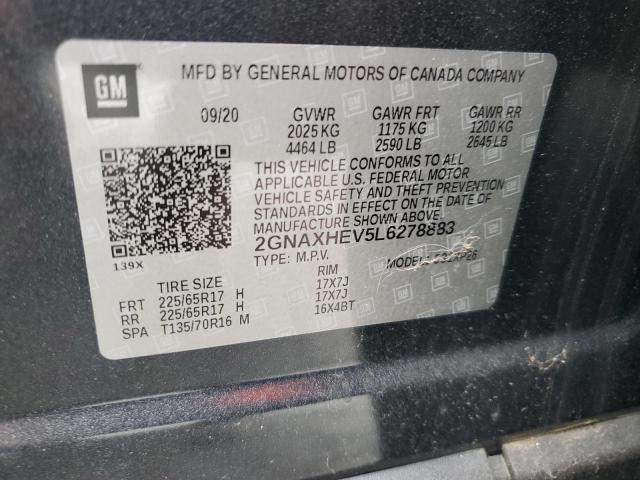 GM
MFD BY GENERAL MOTORS OF CANADA COMPANY
09/20 GVWR GAWR FRT GAWR RR
2025 KG 1175 KG 1200 KG
4464 LB 2590 LB 2645 LB
THIS VEHICLE CONFORMS TO ALL
APPLICABLE U.S. FEDERAL MOTOR
VEHICLE SAFETY AND THEFT PREVENTION
STANDARDS IN EFFECT ON THE DATE OF
MANUFACTURE SHOWN ABOVE.
2GNAXHEV5L6278883
139X
TYPE: M.P.V. MODEL:
TIRE SIZE RIM
FRT 225/65R17 H 17X7J
RR 225/65R17 H 17X7J
SPA T135/70R16 M 16X4BT